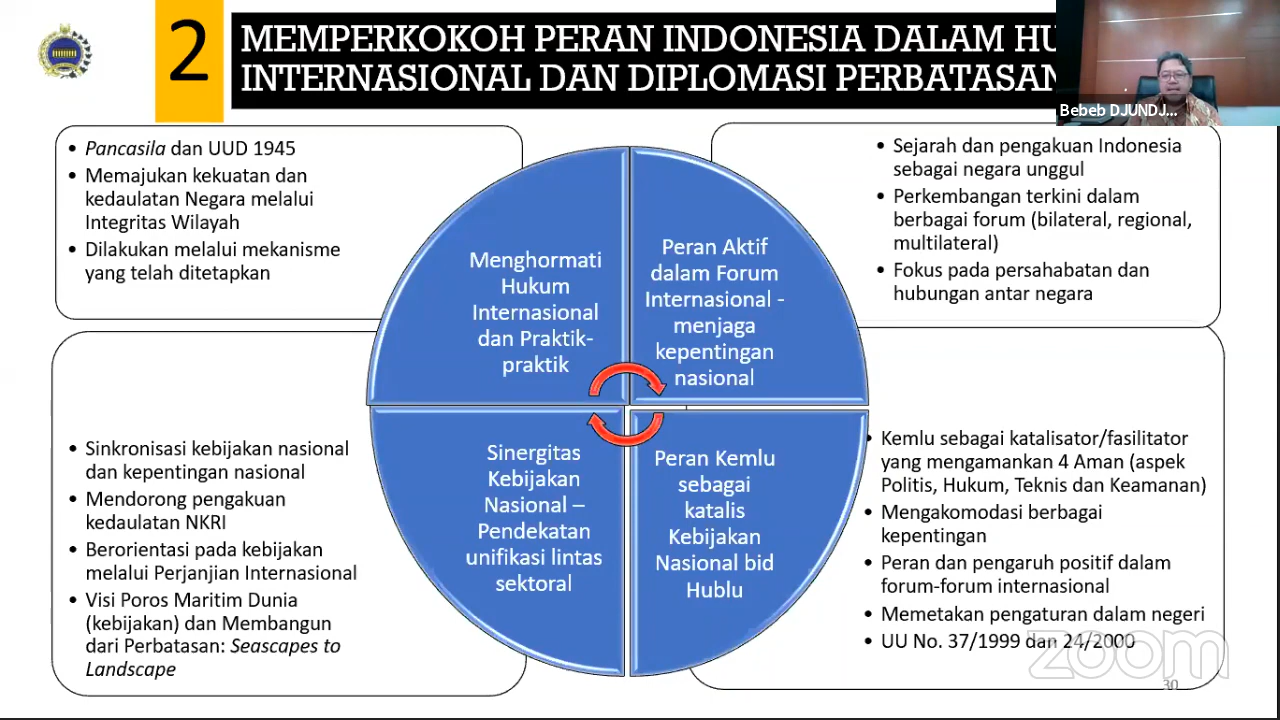 2
MEMPERKOKOH PERAN INDONESIA DALAM HU
INTERNASIONAL DAN DIPLOMASI PERBATASAN
Bebeb DJUNDJ...
• Pancasila dan UUD 1945
• Memajukan kekuatan dan
kedaulatan Negara melalui
Integritas Wilayah
• Dilakukan melalui mekanisme
yang telah ditetapkan
• Sejarah dan pengakuan Indonesia
sebagai negara unggul
• Perkembangan terkini dalam
berbagai forum (bilateral, regional,
multilateral)
• Fokus pada persahabatan dan
hubungan antar negara
Menghormati
Hukum
Internasional
dan Praktik-
praktik
Peran Aktif
dalam Forum
Internasional -
menjaga
kepentingan
nasional
Sinergitas
Kebijakan
Nasional –
Pendekatan
unifikasi lintas
sektoral
Peran Kemlu
sebagai
katalis
Kebijakan
Nasional bid
Hublu
• Sinkronisasi kebijakan nasional
dan kepentingan nasional
• Mendorong pengakuan
kedaulatan NKRI
• Berorientasi pada kebijakan
melalui Perjanjian Internasional
• Visi Poros Maritim Dunia
(kebijakan) dan Membangun
dari Perbatasan: Seascapes to
Landscape
• Kemlu sebagai katalisator/fasilitator
yang mengamankan 4 Aman (aspek
Politis, Hukum, Teknis dan Keamanan)
• Mengakomodasi berbagai
kepentingan
• Peran dan pengaruh positif dalam
forum-forum internasional
• Memetakan pengaturan dalam negeri
• UU No. 37/1999 dan 24/2000
zoom
30